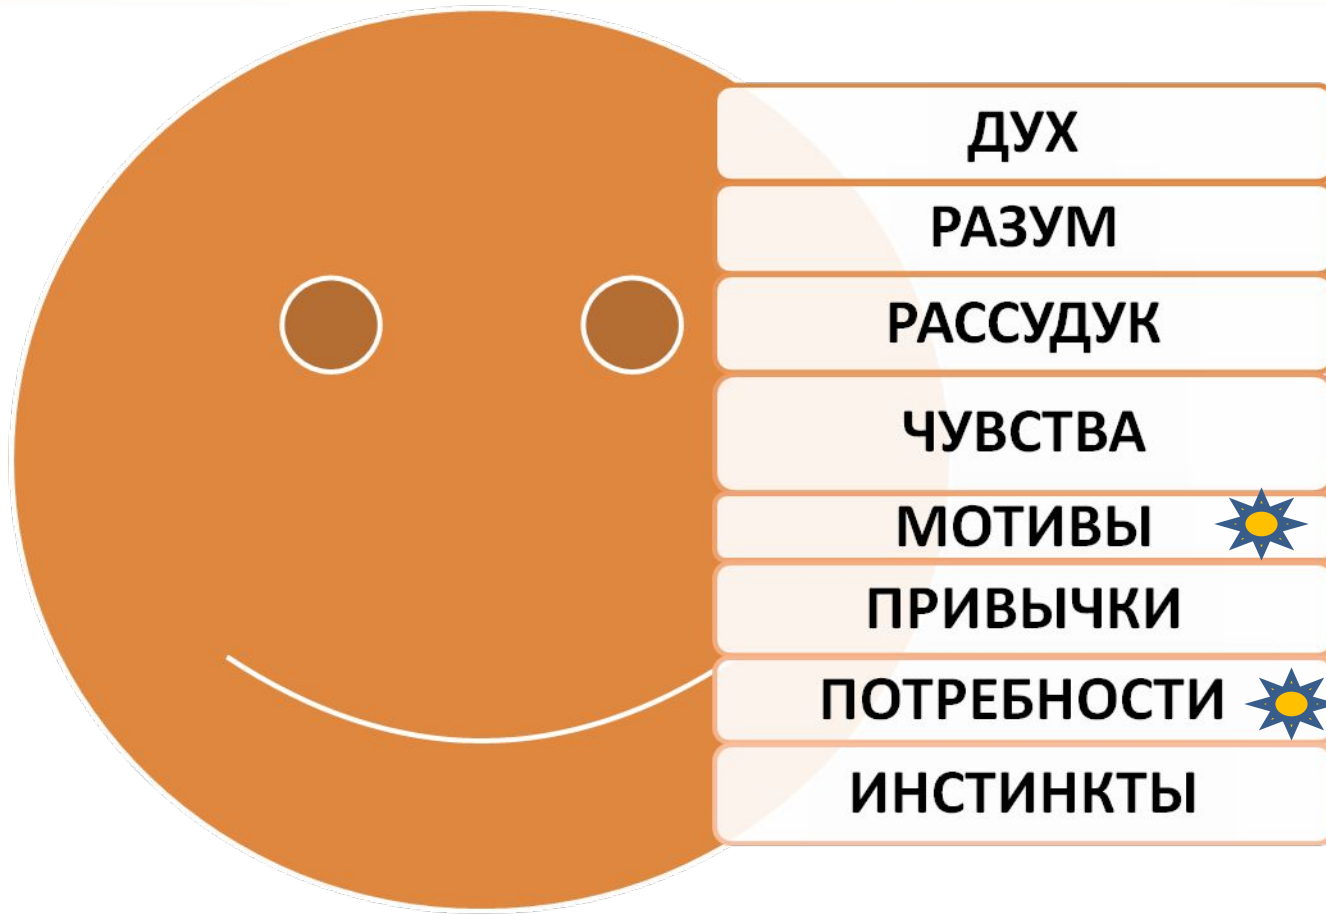 ДУХ
РАЗУМ
РАССУДУК
ЧУВСТВА
МОТИВЫ
ПРИВЫЧКИ
ПОТРЕБНОСТИ
ИНСТИНКТЫ